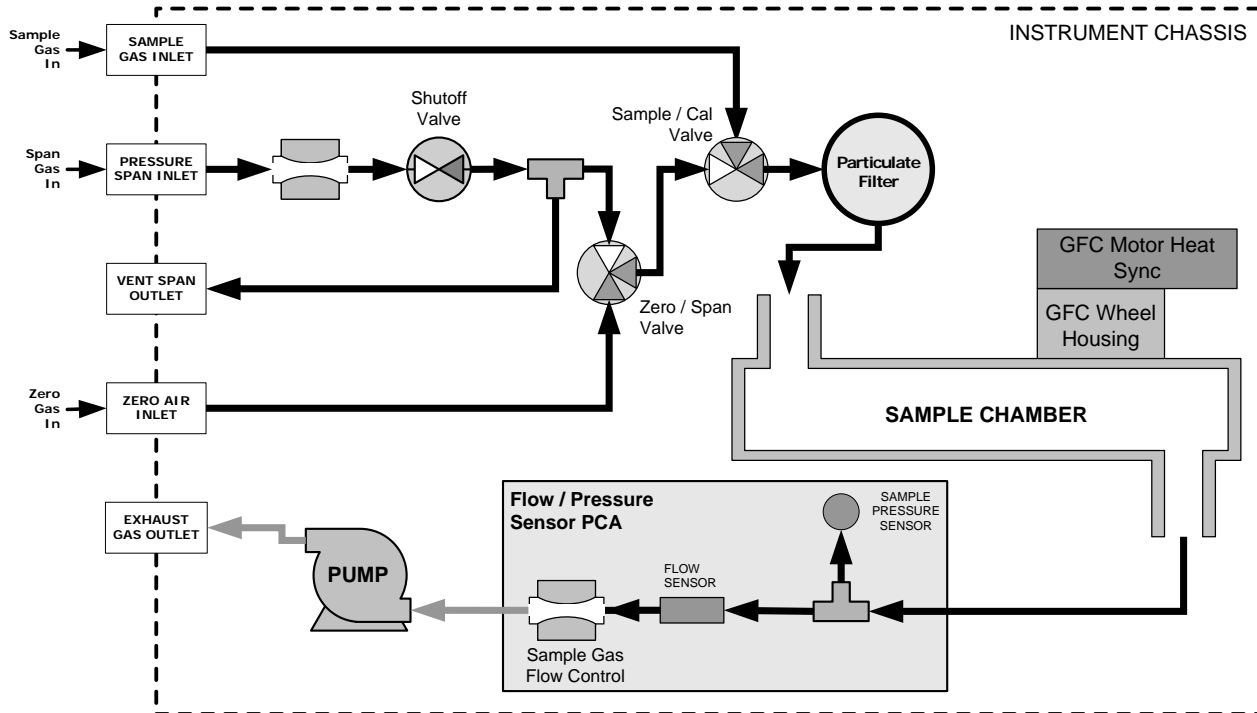 INSTRUMENT CHASSIS
Sample
Gas
In
SAMPLE
GAS INLET
Shutoff
Valve
Sample / Cal
Valve
Span
Gas
In
PRESSURE
SPAN INLET
Particulate
Filter
GFC Motor Heat
Sync
VENT SPAN
OUTLET
Zero / Span
Valve
GFC Wheel
Housing
Zero
Gas
In
ZERO AIR
INLET
SAMPLE CHAMBER
Flow / Pressure
Sensor PCA
SAMPLE
PRESSURE
SENSOR
EXHAUST
GAS OUTLET
PUMP
FLOW
SENSOR
Sample Gas
Flow Control